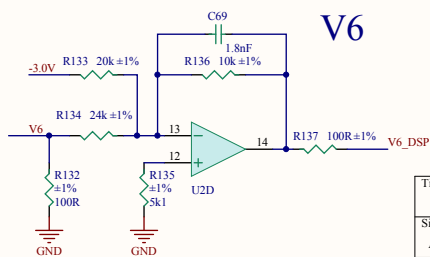 C69
V6
1.8nF
R133 20k ±1%
R136 10k ±1%
-3.0V
R134 24k ±1%
V6
13
14
R137 100R ±1%
V6_DSP
12
R132
±1%
100R
R135
±1%
5k1
U2D
GND
GND